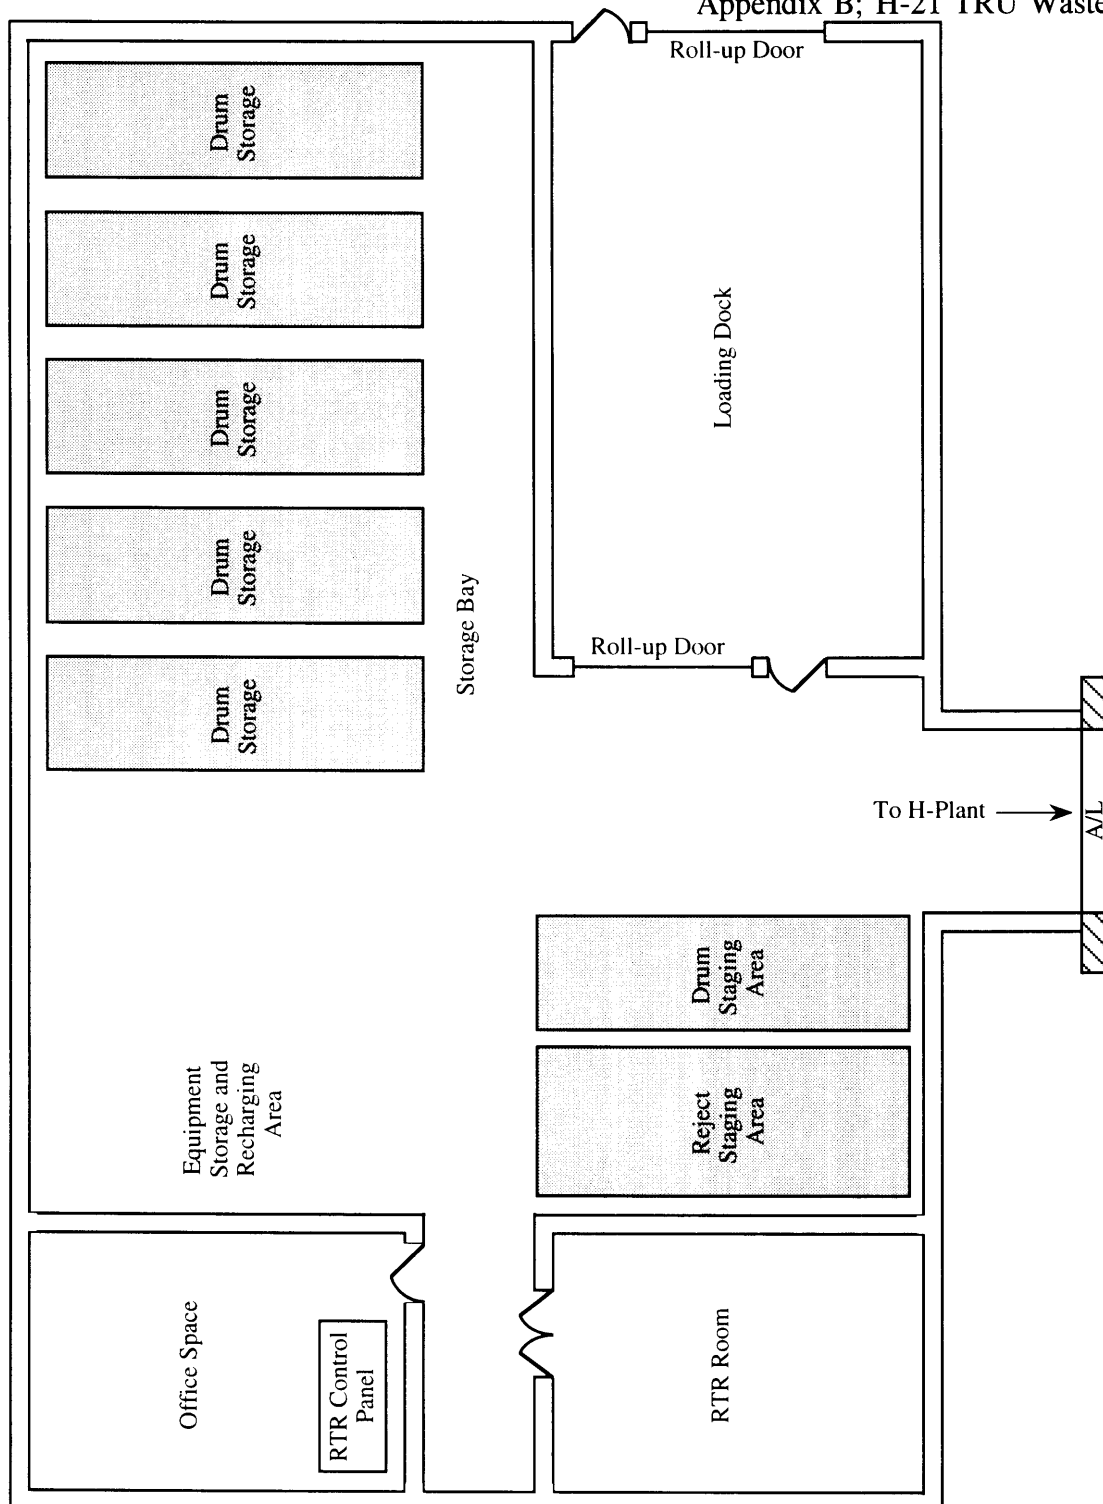 Appendix B; H-21 TRU Waste
Roll-up Door
Drum
Storage
Drum
Storage
Drum
Storage
Drum
Storage
Drum
Storage
Loading Dock
Storage Bay
Roll-up Door
To H-Plant
A/L
Drum
Staging
Area
Reject
Staging
Area
Equipment
Storage and
Recharging
Area
Office Space
RTR Control
Panel
RTR Room